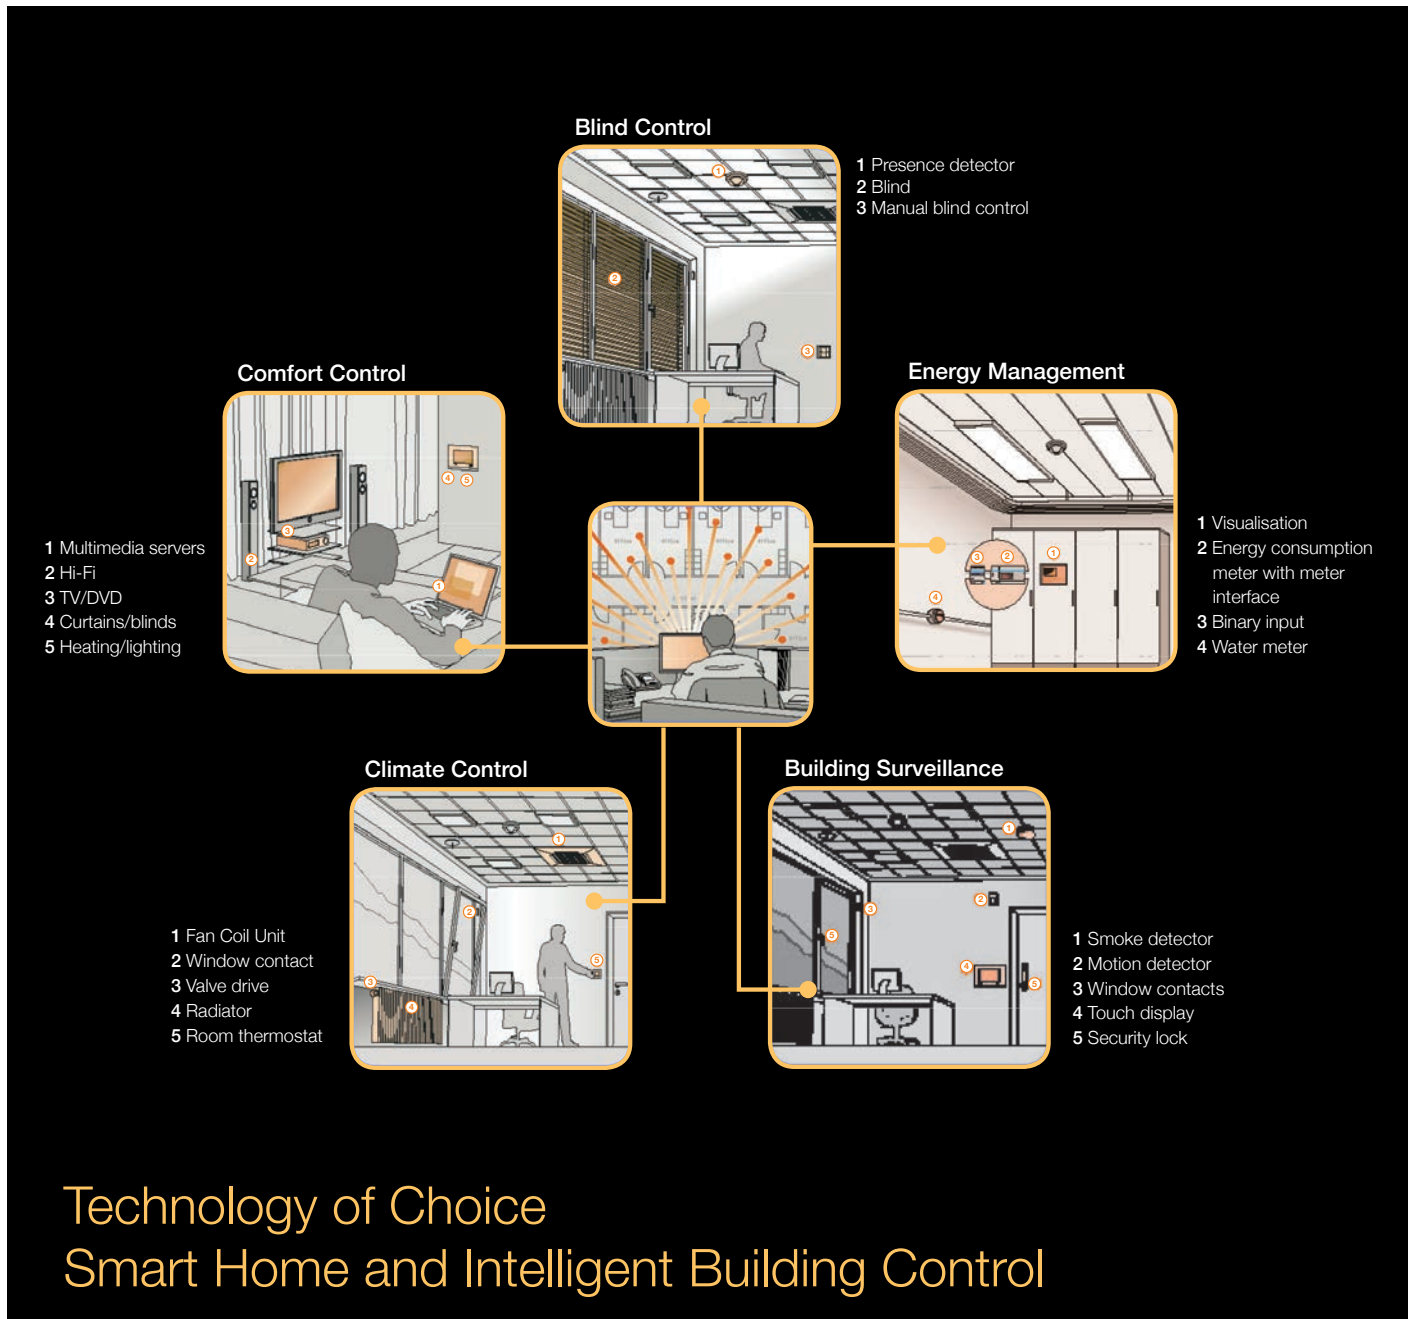 Blind Control
1 Presence detector
2 Blind
3 Manual blind control
Comfort Control
1 Multimedia servers
2 Hi-Fi
3 TV/DVD
4 Curtains/blinds
5 Heating/lighting
Energy Management
1 Visualisation
2 Energy consumption
meter with meter
interface
3 Binary input
4 Water meter
Climate Control
1 Fan Coil Unit
2 Window contact
3 Valve drive
4 Radiator
5 Room thermostat
Building Surveillance
1 Smoke detector
2 Motion detector
3 Window contacts
4 Touch display
5 Security lock
Technology of Choice
Smart Home and Intelligent Building Control